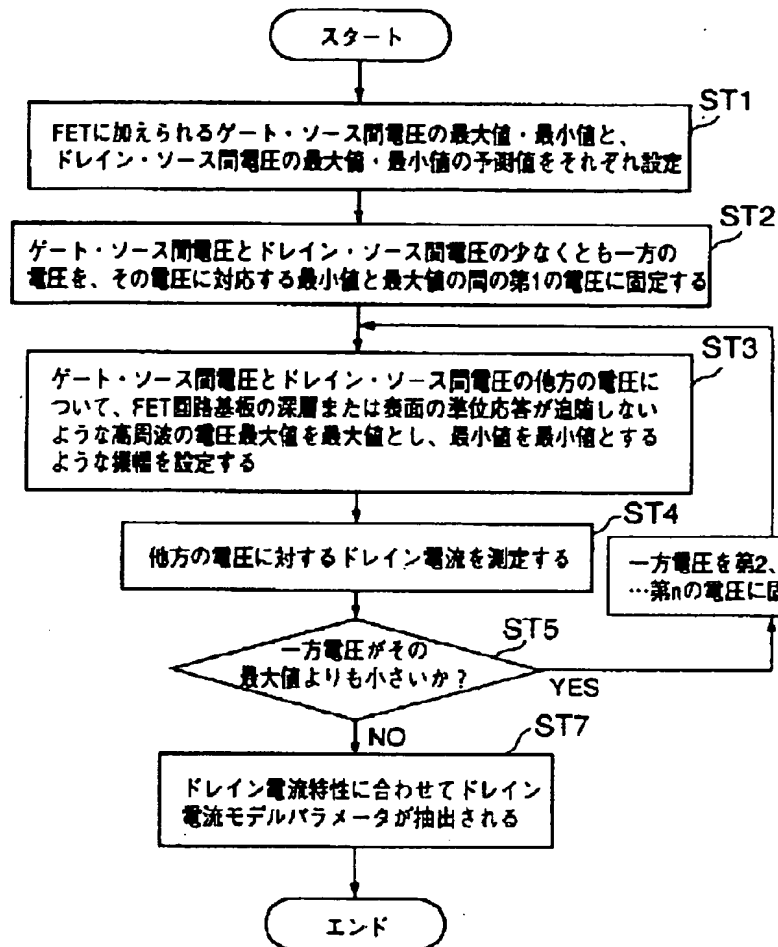 スタート
ST1
FETに加えられるゲート・ソース間電圧の最大値・最小値と、
ドレイン・ソース間電圧の最大値・最小値の予測値をそれぞれ設定
ST2
ゲート・ソース間電圧とドレイン・ソース間電圧の少なくとも一方の
電圧を、その電圧に対応する最小値と最大値の間の第1の電圧に固定する
ST3
ゲート・ソース間電圧とドレイン・ソース間電圧の他方の電圧に
ついて、FET回路基板の深層または表面の準位応答が追随しない
ような高周波の電圧最大値を最大値とし、最小値を最小値とする
ような振幅を設定する
ST4
他方の電圧に対するドレイン電流を測定する
一方電圧を第2、
…第nの電圧に
ST5
一方電圧がその
最大値よりも小さいか?
YES
NO
ST7
ドレイン電流特性に合わせてドレイン
電流モデルパラメータが抽出される
エンド